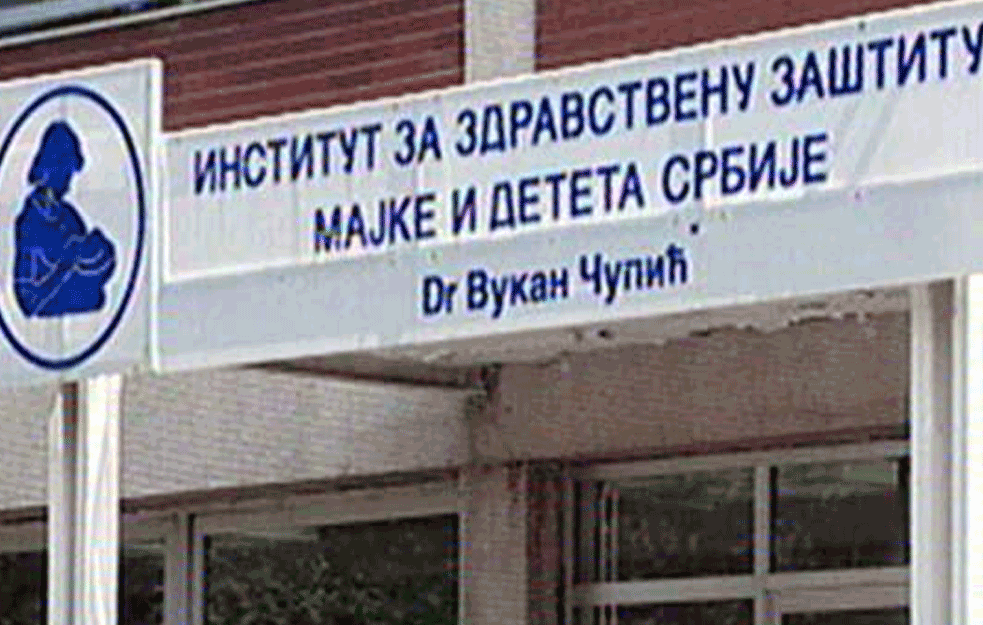 ИНСТИТУТ ЗА ЗДРАВСТВЕНУ ЗАШТИТУ
МАЈКЕ И ДЕТЕТА СРБИЈЕ
Dr Вукан Чупић